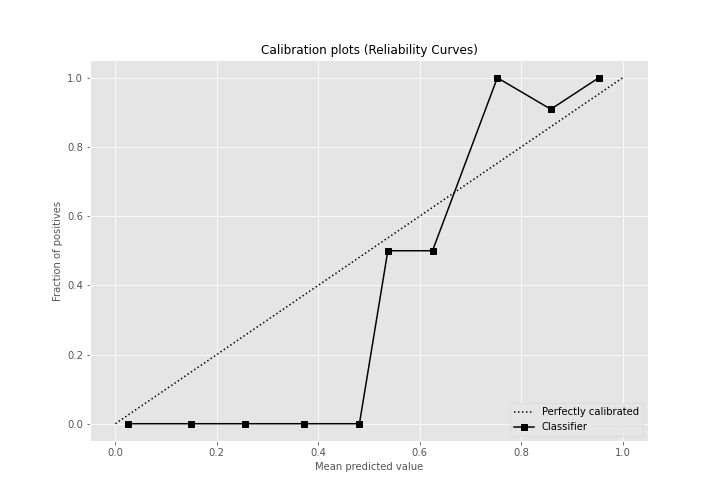 Calibration plots (Reliability Curves)
1.0
0.8
0.6
0.4
0.2
0.0
Fraction of positives
0.0 0.2 0.4 0.6 0.8 1.0
Mean predicted value
Perfectly calibrated
Classifier